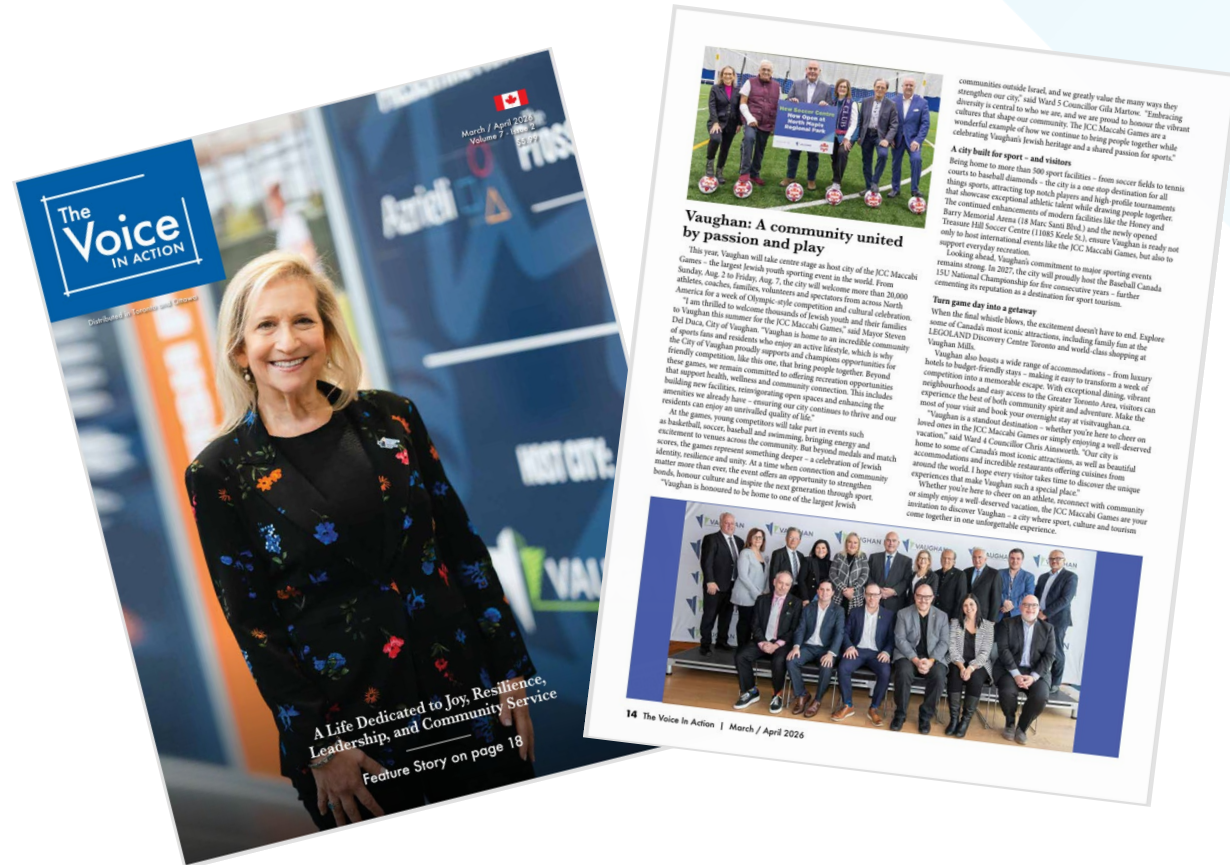 The
Voice
IN ACTION
Distributed in Toronto and Ottawa
March / April 2026
Volume 7 - Issue 2
$5.99
HOST CITY:
A Life Dedicated to Joy, Resilience,
Leadership, and Community Service
Feature Story on page 18
New Soccer Centre
Now Open at
North Maple
Regional Park
Vaughan: A community united
by passion and play
This year, Vaughan will take centre stage as host city of the JCC Maccabi
Games – the largest Jewish youth sporting event in the world. From
Sunday, Aug. 2 to Friday, Aug. 7, the city will welcome more than 20,000
athletes, coaches, families, volunteers and spectators from across North
America for a week of Olympic-style competition and cultural celebration.
"I am thrilled to welcome thousands of Jewish youth and their families
to Vaughan this summer for the JCC Maccabi Games," said Mayor Steven
Del Duca, City of Vaughan. "Vaughan is home to an incredible community
of sports fans and residents who enjoy an active lifestyle, which is why
the City of Vaughan proudly supports and champions opportunities for
friendly competition, like this one, that bring people together. Beyond
these games, we remain committed to offering recreation opportunities
that support health, wellness and community connection. This includes
building new facilities, reinvigorating open spaces and enhancing the
amenities we already have – ensuring our city continues to thrive and our
residents can enjoy an unrivalled quality of life."
At the games, young competitors will take part in events such
as basketball, soccer, baseball and swimming, bringing energy and
excitement to venues across the community. But beyond medals and match
scores, the games represent something deeper – a celebration of Jewish
identity, resilience and unity. At a time when connection and community
matter more than ever, the event offers an opportunity to strengthen
bonds, honour culture and inspire the next generation through sport.
"Vaughan is honoured to be home to one of the largest Jewish
communities outside Israel, and we greatly value the many ways they
strengthen our city," said Ward 5 Councillor Gila Martow. "Embracing
diversity is central to who we are, and we are proud to honour the vibrant
cultures that shape our community. The JCC Maccabi Games are a
wonderful example of how we continue to bring people together while
celebrating Vaughan's Jewish heritage and a shared passion for sports."
A city built for sport – and visitors
Being home to more than 500 sport facilities – from soccer fields to tennis
courts to baseball diamonds – the city is a one stop destination for all
things sports, attracting top notch players and high-profile tournaments
that showcase exceptional athletic talent while drawing people together.
The continued enhancements of modern facilities like the Honey and
Barry Memorial Arena (18 Marc Santi Blvd.) and the newly opened
Treasure Hill Soccer Centre (11085 Keele St.), ensure Vaughan is ready not
only to host international events like the JCC Maccabi Games, but also to
support everyday recreation.
Looking ahead, Vaughan's commitment to major sporting events
remains strong. In 2027, the city will proudly host the Baseball Canada
15U National Championship for five consecutive years – further
cementing its reputation as a destination for sport tourism.
Turn game day into a getaway
When the final whistle blows, the excitement doesn't have to end. Explore
some of Canada's most iconic attractions, including family fun at the
LEGOLAND Discovery Centre Toronto and world-class shopping at
Vaughan Mills.
Vaughan also boasts a wide range of accommodations – from luxury
hotels to budget-friendly stays – making it easy to transform a week of
competition into a memorable escape. With exceptional dining, vibrant
neighbourhoods and easy access to the Greater Toronto Area, visitors can
experience the best of both community spirit and adventure. Make the
most of your visit and book your overnight stay at visitvaughan.ca.
"Vaughan is a standout destination – whether you're here to cheer on
loved ones in the JCC Maccabi Games or simply enjoying a well-deserved
vacation," said Ward 4 Councillor Chris Ainsworth. "Our city is
home to some of Canada's most iconic attractions, as well as beautiful
accommodations and incredible restaurants offering cuisines from
around the world. I hope every visitor takes time to discover the unique
experiences that make Vaughan such a special place."
Whether you're here to cheer on an athlete, reconnect with community
or simply enjoy a well-deserved vacation, the JCC Maccabi Games are your
invitation to discover Vaughan – a city where sport, culture and tourism
come together in one unforgettable experience.
VAUGHAN
14 The Voice In Action | March / April 2026